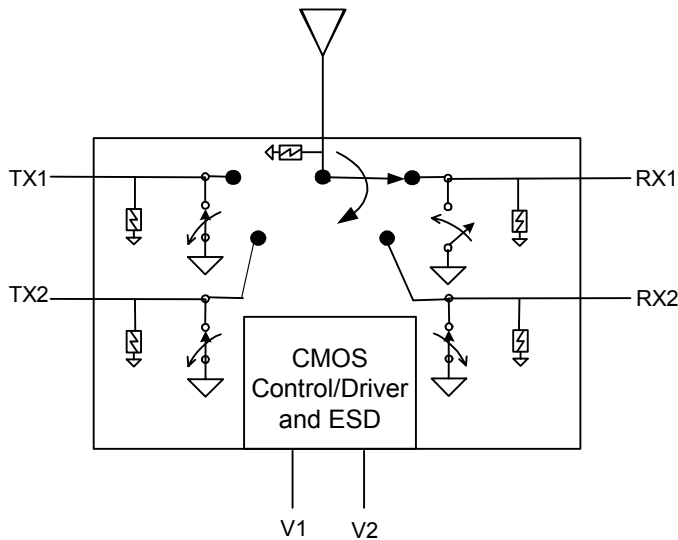 TX1
RX1
TX2
RX2
CMOS
Control/Driver
and ESD
V1
V2